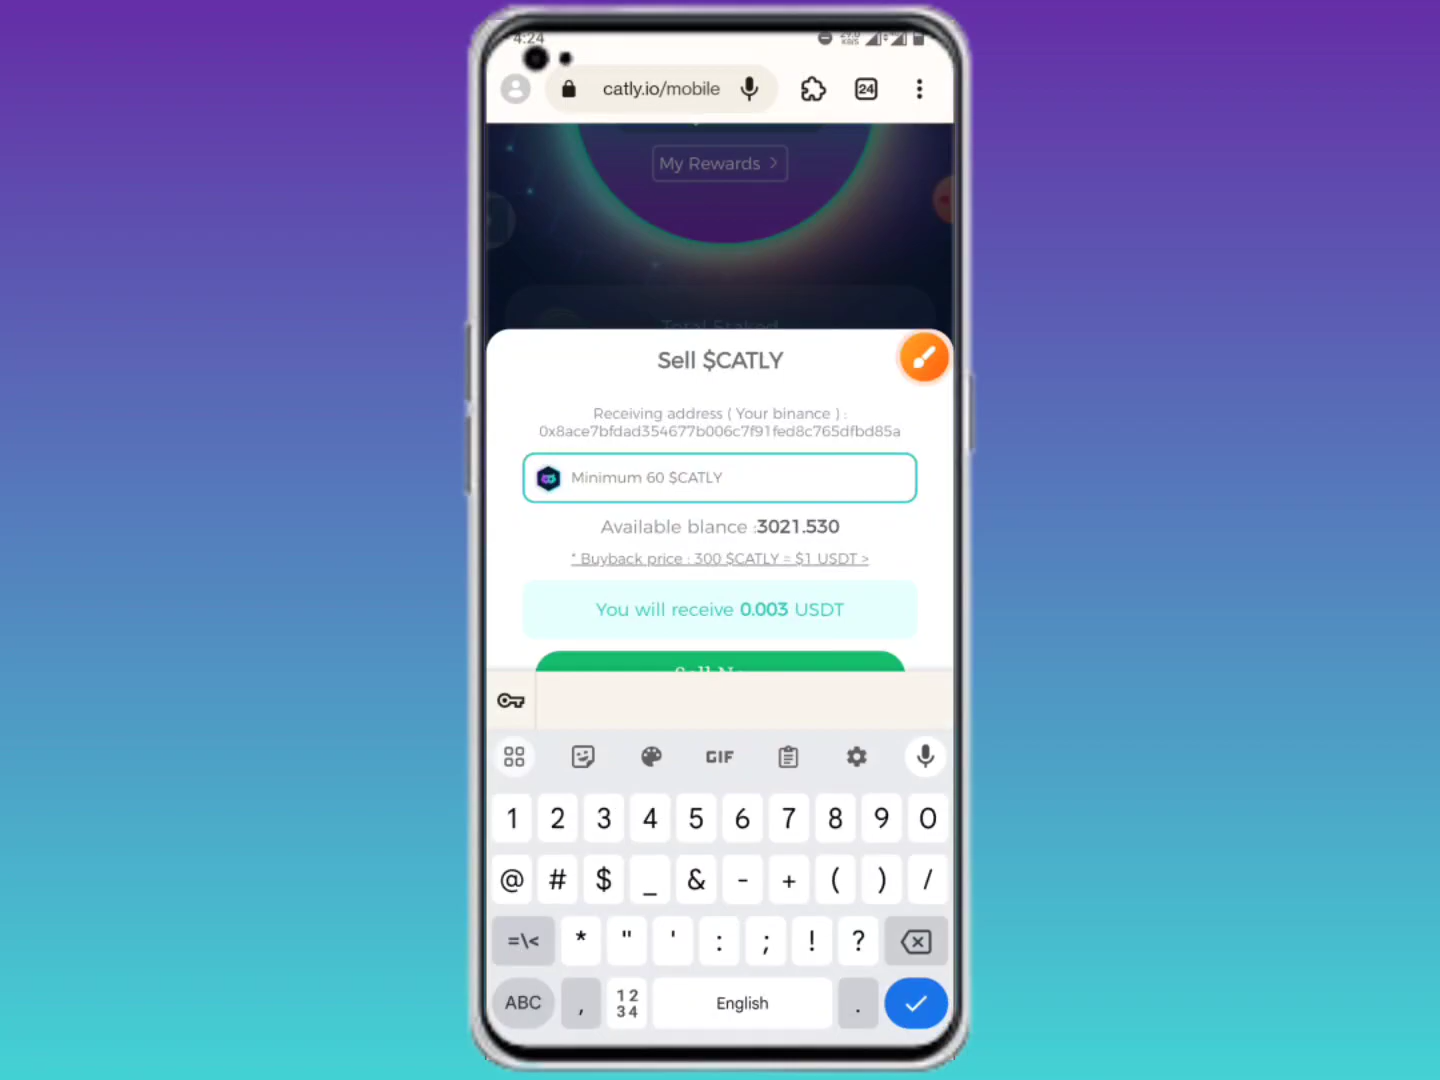 4:24
catly.io/mobile
24
My Rewards >
Total Staked
Sell $CATLY
Receiving address ( Your binance ) :
0x8ace7bfdad354677b006c7f91fed8c765dfbd85a
Minimum 60 $CATLY
Available blance :3021.530
* Buyback price : 300 $CATLY = $1 USDT >
You will receive 0.003 USDT
GIF
1 2 3 4 5 6 7 8 9 0
@ # $ _ & - + ( ) /
=\< * " ' : ; ! ?
ABC , 1 2 3 4 English .